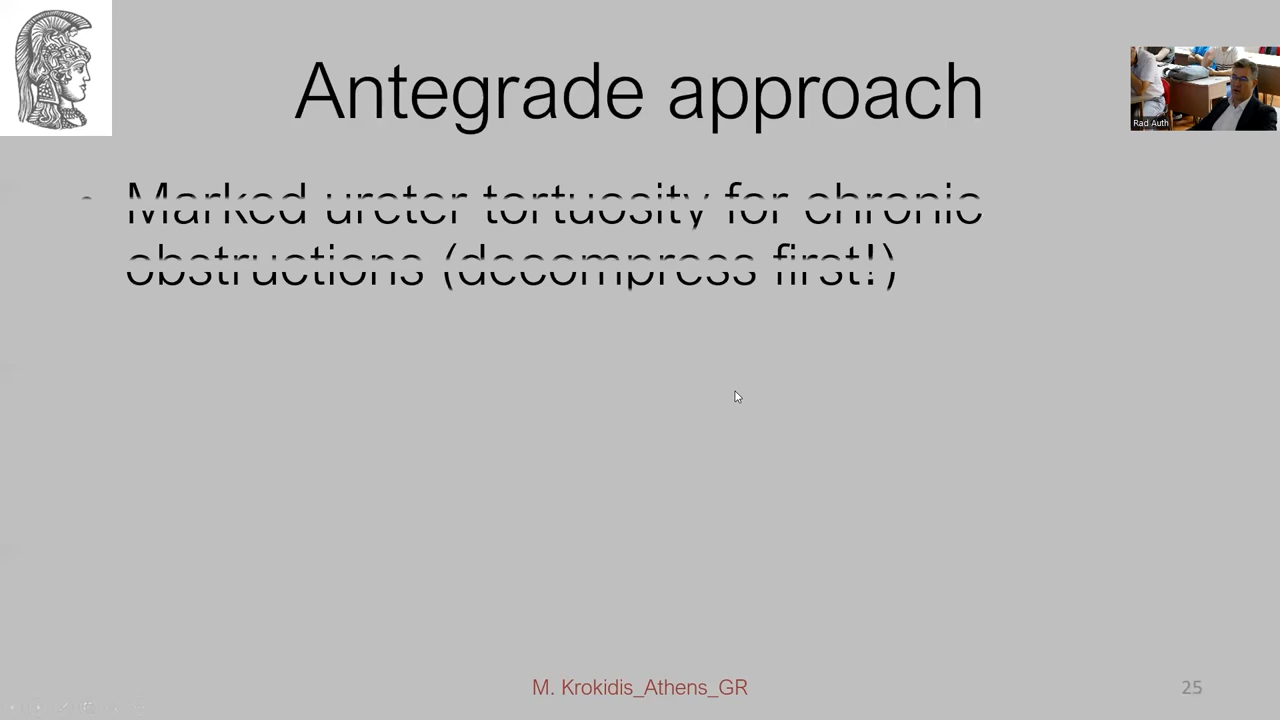 Antegrade approach
Rad Auth
• Marked ureter tortuosity for chronic
obstructions (decompress first!)
M. Krokidis_Athens_GR
25